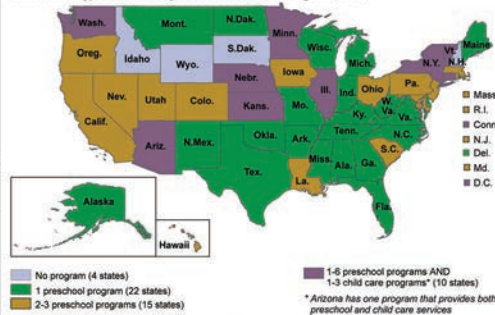 Wash.
Mont.
N.Dak.
Minn.
Maine
Vt.
Oreg.
Idaho
S.Dak.
Wisc.
Mich.
N.Y.
N.H.
Wyo.
Nebr.
Iowa
Pa.
Mass
R.I.
Conn
N.J.
Del.
Md.
D.C.
Nev.
Utah
Colo.
Kans.
Mo.
Ill.
Ind.
Ohio
W.
Va.
Va.
Ky.
Calif.
Ariz.
N.Mex.
Okla.
Ark.
Tenn.
N.C.
S.C.
Tex.
La.
Miss.
Ala.
Ga.
Fla.
Alaska
Hawaii
No program (4 states)
1 preschool program (22 states)
2-3 preschool programs (15 states)
1-6 preschool programs AND
1-3 child care programs* (10 states)
* Arizona has one program that provides both
preschool and child care services